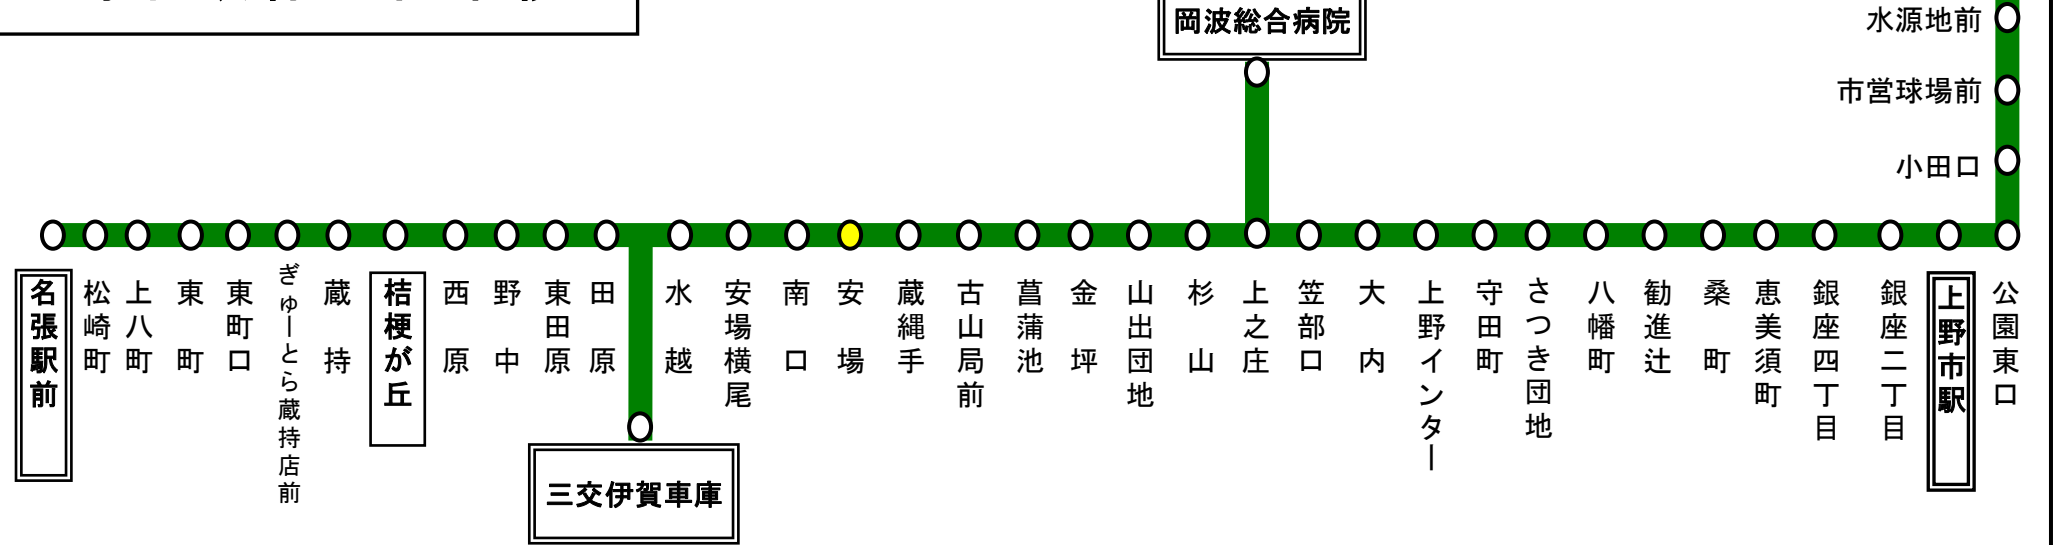 岡波総合病院
水源地前
市営球場前
小田口
名張駅前
松崎町
上八町
東町
東町口
ぎゅーとら蔵持店前
蔵持
桔梗が丘
西原
野中
東田原
田原
水越
安場横尾
南口
安場
蔵縄手
古山局前
菖蒲池
金坪
山出団地
杉山
上之庄
笠部口
大内
上野インター
守田町
さつき団地
八幡町
勧進辻
桑町
恵美須町
銀座四丁目
銀座二丁目
上野市駅
公園東口
三交伊賀車庫